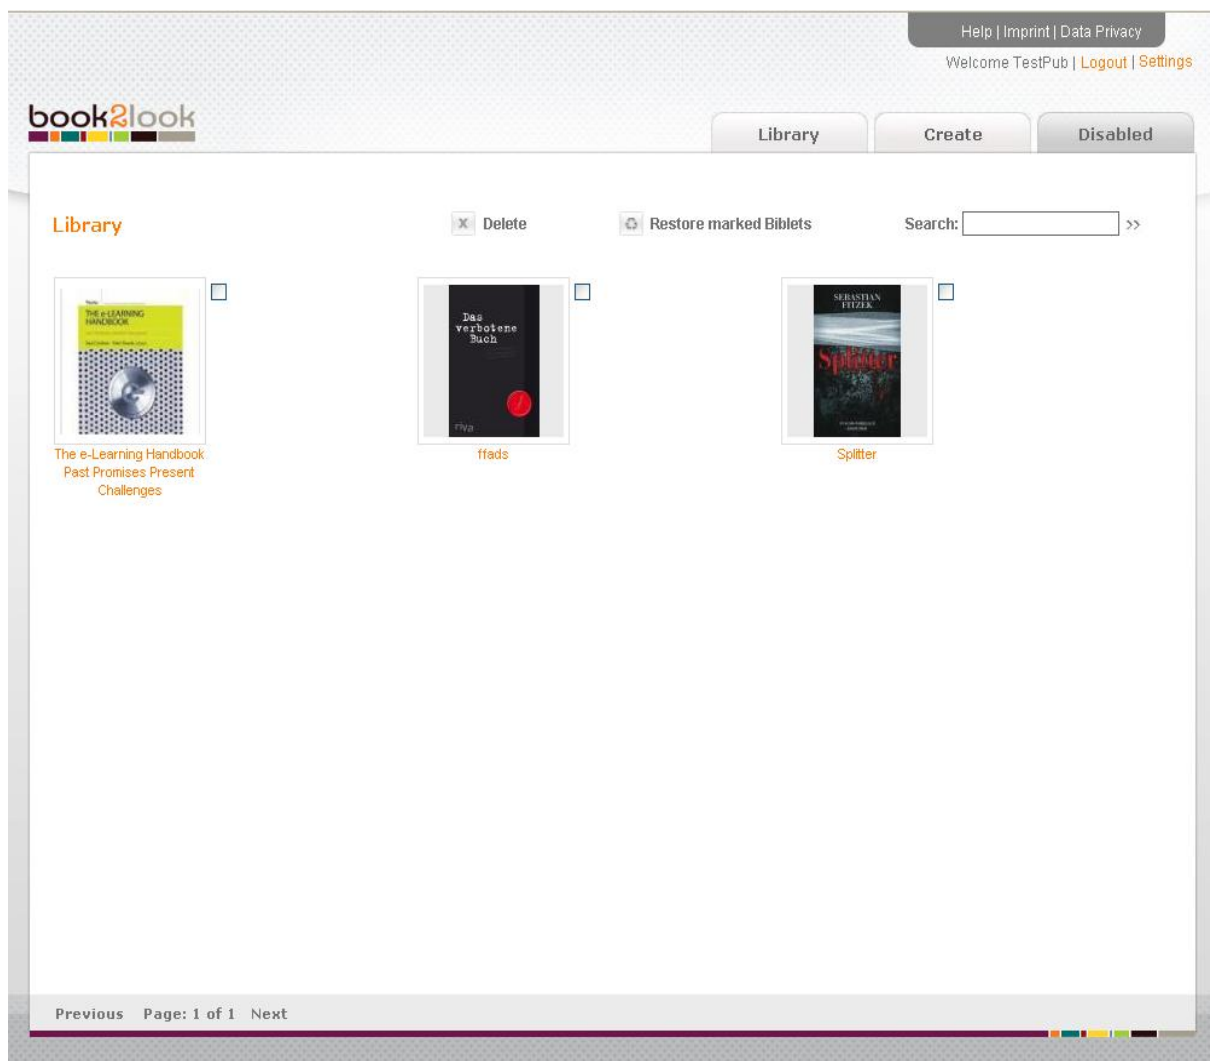 Help | Imprint | Data Privacy
Welcome TestPub | Logout | Settings
book2look
Library Create Disabled
Library Delete Restore marked Biblets Search: >>
THE e-LEARNING
HANDBOOK
Das
verbotene
Buch
riva
SEBASTIAN
FITZEK
Splitter
The e-Learning Handbook
Past Promises Present
Challenges
ffads
Splitter
Previous Page: 1 of 1 Next